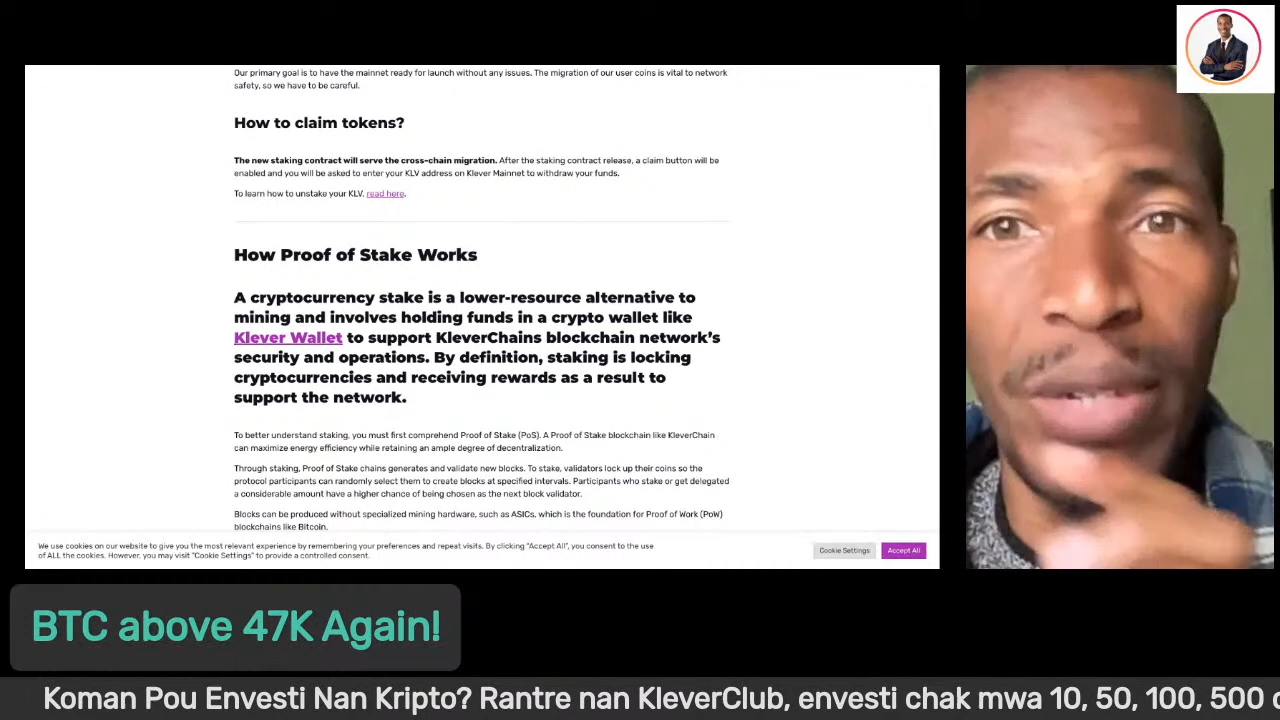 Our primary goal is to have the mainnet ready for launch without any issues. The migration of our user coins is vital to network
safety, so we have to be careful.
How to claim tokens?
The new staking contract will serve the cross-chain migration. After the staking contract release, a claim button will be
enabled and you will be asked to enter your KLV address on Klever Mainnet to withdraw your funds.
To learn how to unstake your KLV, read here.
How Proof of Stake Works
A cryptocurrency stake is a lower-resource alternative to
mining and involves holding funds in a crypto wallet like
Klever Wallet to support KleverChains blockchain network’s
security and operations. By definition, staking is locking
cryptocurrencies and receiving rewards as a result to
support the network.
To better understand staking, you must first comprehend Proof of Stake (PoS). A Proof of Stake blockchain like KleverChain
can maximize energy efficiency while retaining an ample degree of decentralization.
Through staking, Proof of Stake chains generates and validate new blocks. To stake, validators lock up their coins so the
protocol participants can randomly select them to create blocks at specified intervals. Participants who stake or get delegated
a considerable amount have a higher chance of being chosen as the next block validator.
Blocks can be produced without specialized mining hardware, such as ASICs, which is the foundation for Proof of Work (PoW)
blockchains like Bitcoin.
We use cookies on our website to give you the most relevant experience by remembering your preferences and repeat visits. By clicking “Accept All”, you consent to the use
of ALL the cookies. However, you may visit "Cookie Settings" to provide a controlled consent.
Cookie Settings
Accept All
BTC above 47K Again!
Koman Pou Envesti Nan Kripto? Rantre nan KleverClub, envesti chak mwa 10, 50, 100, 500